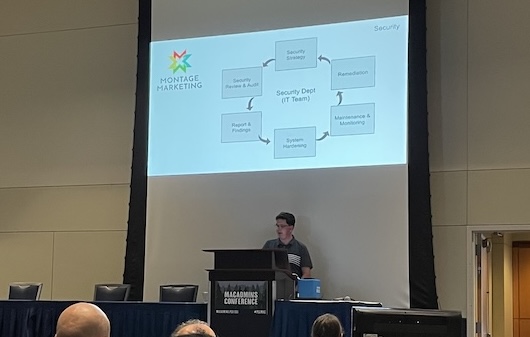 Security
MONTAGE
MARKETING
Security
Strategy
Security
Review & Audit
Remediation
Security Dept
(IT Team)
Report &
Findings
Maintenance &
Monitoring
System
Hardening
MACADMINS
CONFERENCE